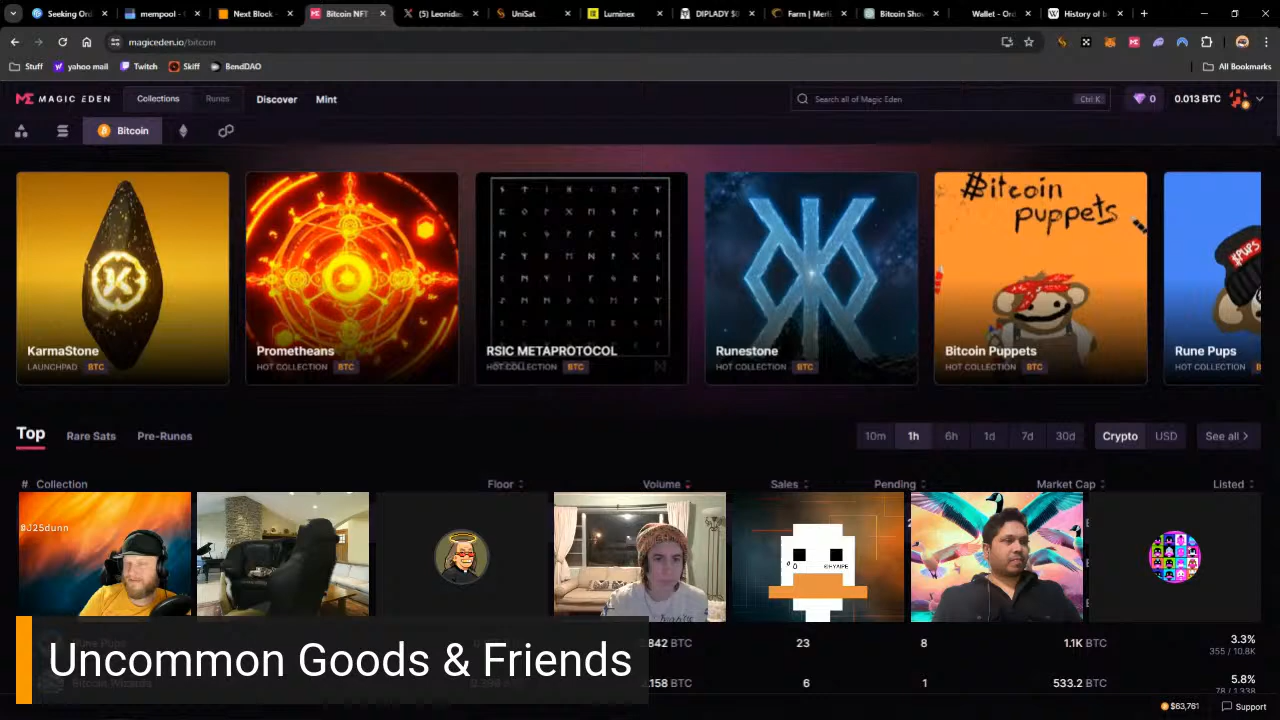 Seeking Ord
mempool - (
Next Block -
Bitcoin NFT
(5) Leonidas
UniSat
Luminex
DIPLADY $
Farm | Merl
Bitcoin Sho
Wallet - Ord
History of b
magiceden.io/bitcoin
Stuff
yahoo mail
Twitch
Skiff
BendDAO
All Bookmarks
MAGIC EDEN
Collections
Runes
Discover
Mint
Search all of Magic Eden
Ctrl K
0
0.013 BTC
Bitcoin
#Bitcoin
puppets
KarmaStone
LAUNCHPAD BTC
Prometheans
HOT COLLECTION BTC
RSIC METAPROTOCOL
HOT COLLECTION BTC
Runestone
HOT COLLECTION BTC
Bitcoin Puppets
HOT COLLECTION BTC
Rune Pups
HOT COLLECTION
Top
Rare Sats
Pre-Runes
10m
1h
6h
1d
7d
30d
Crypto
USD
See all >
# Collection
Floor
Volume
Sales
Pending
Market Cap
Listed
@J25dunn
Uncommon Goods & Friends
.842 BTC
23
8
1.1K BTC
3.3%
355 / 10.8K
.158 BTC
6
1
533.2 BTC
5.8%
78 / 1.338
$63,761
Support